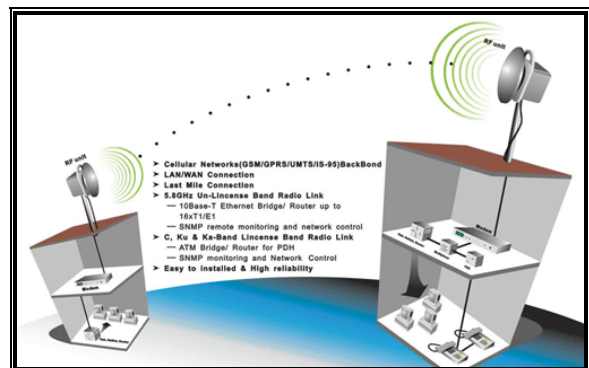 RF unit
RF unit
➤ Cellular Networks(GSM/GPRS/UMTS/IS-95)BackBond
➤ LAN/WAN Connection
➤ Last Mile Connection
➤ 5.8GHz Un-Lincense Band Radio Link
— 10Base-T Ethernet Bridge/ Router up to
16xT1/E1
— SNMP remote monitoring and network control
➤ C, Ku & Ka-Band Lincense Band Radio Link
— ATM Bridge/ Router for PDH
— SNMP monitoring and Network Control
➤ Easy to installed & High reliability
Modem
Modem
Hub, Switch, Router